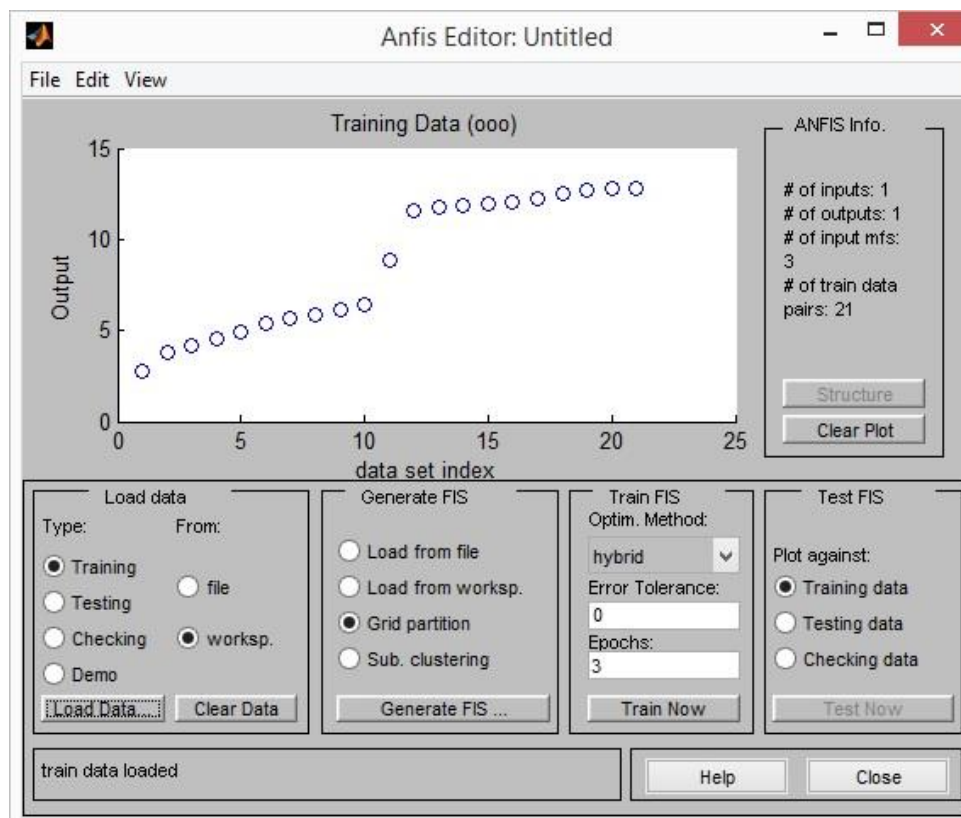 Anfis Editor: Untitled
File Edit View
Training Data (ooo)
15
10
5
0
Output
0 5 10 15 20 25
data set index
ANFIS Info.
# of inputs: 1
# of outputs: 1
# of input mfs:
3
# of train data
pairs: 21
Structure
Clear Plot
Load data
Type: From:
Training
file
Testing
Checking
worksp.
Demo
Load Data...
Clear Data
Generate FIS
Load from file
Load from worksp.
Grid partition
Sub. clustering
Generate FIS ...
Train FIS
Optim. Method:
hybrid
Error Tolerance:
0
Epochs:
3
Train Now
Test FIS
Plot against:
Training data
Testing data
Checking data
Test Now
train data loaded
Help
Close